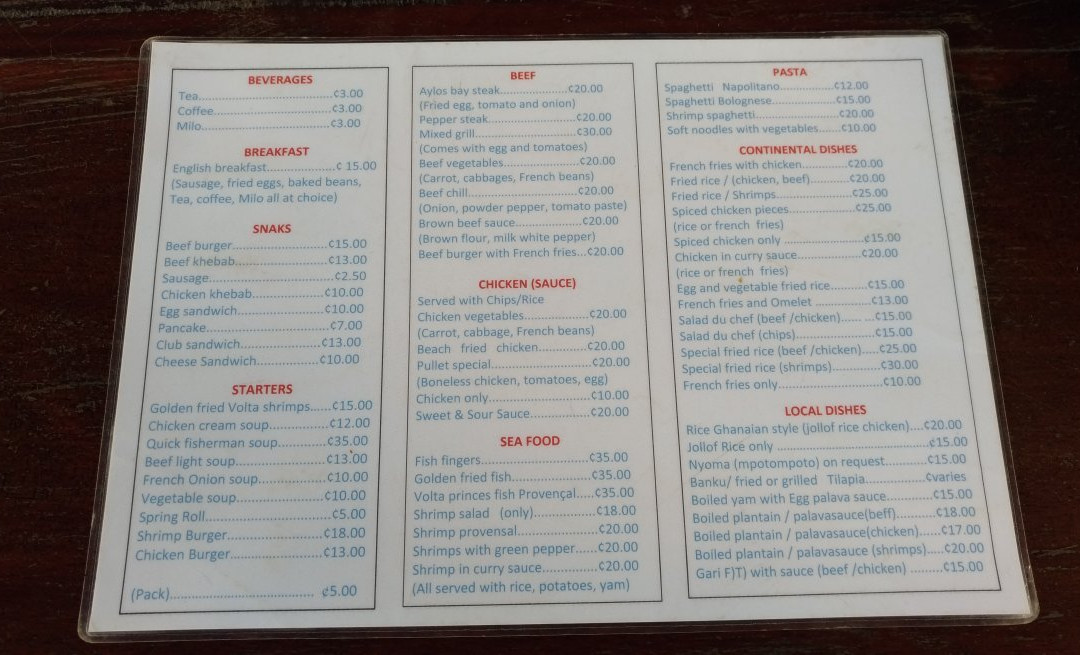 BEVERAGES
Tea....................................¢3.00
Coffee.................................¢3.00
Milo...................................¢3.00
BREAKFAST
English breakfast...................¢ 15.00
(Sausage, fried eggs, baked beans,
Tea, coffee, Milo all at choice)
SNAKS
Beef burger..........................¢15.00
Beef khebab..........................¢13.00
Sausage................................¢2.50
Chicken khebab....................¢10.00
Egg sandwich........................¢10.00
Pancake................................¢7.00
Club sandwich......................¢13.00
Cheese Sandwich.................¢10.00
STARTERS
Golden fried Volta shrimps......¢15.00
Chicken cream soup...............¢12.00
Quick fisherman soup.............¢35.00
Beef light soup........................¢13.00
French Onion soup..................¢10.00
Vegetable soup.......................¢10.00
Spring Roll................................¢5.00
Shrimp Burger.........................¢18.00
Chicken Burger........................¢13.00
(Pack)....................................... ¢5.00
BEEF
Aylos bay steak.....................¢20.00
(Fried egg, tomato and onion)
Pepper steak..........................¢20.00
Mixed grill..............................¢30.00
(Comes with egg and tomatoes)
Beef vegetables......................¢20.00
(Carrot, cabbages, French beans)
Beef chill.................................¢20.00
(Onion, powder pepper, tomato paste)
Brown beef sauce...................¢20.00
(Brown flour, milk white pepper)
Beef burger with French fries...¢20.00
CHICKEN (SAUCE)
Served with Chips/Rice
Chicken vegetables..................¢20.00
(Carrot, cabbage, French beans)
Beach fried chicken..............¢20.00
Pullet special...........................¢20.00
(Boneless chicken, tomatoes, egg)
Chicken only............................¢10.00
Sweet & Sour Sauce.................¢20.00
SEA FOOD
Fish fingers..............................¢35.00
Golden fried fish......................¢35.00
Volta princes fish Provençal.....¢35.00
Shrimp salad (only)................¢18.00
Shrimp provensal.....................¢20.00
Shrimps with green pepper......¢20.00
Shrimp in curry sauce...............¢20.00
(All served with rice, potatoes, yam)
PASTA
Spaghetti Napolitano..............¢12.00
Spaghetti Bolognese................¢15.00
Shrimp spaghetti.....................¢20.00
Soft noodles with vegetables......¢10.00
CONTINENTAL DISHES
French fries with chicken............¢20.00
Fried rice / (chicken, beef)..........¢20.00
Fried rice / Shrimps...................¢25.00
Spiced chicken pieces.................¢25.00
(rice or french fries)
Spiced chicken only ....................¢15.00
Chicken in curry sauce................¢20.00
(rice or french fries)
Egg and vegetable fried rice.........¢15.00
French fries and Omelet ..............¢13.00
Salad du chef (beef /chicken)...... ...¢15.00
Salad du chef (chips)....................¢15.00
Special fried rice (beef /chicken).....¢25.00
Special fried rice (shrimps)............¢30.00
French fries only...........................¢10.00
LOCAL DISHES
Rice Ghanaian style (jollof rice chicken)....¢20.00
Jollof Rice only ......................................¢15.00
Nyoma (mpotompoto) on request..........¢15.00
Banku/ fried or grilled Tilapia...............¢varies
Boiled yam with Egg palava sauce...........¢15.00
Boiled plantain / palavasauce(beff)..........¢18.00
Boiled plantain / palavasauce(chicken)......¢17.00
Boiled plantain / palavasauce (shrimps).....¢20.00
Gari F)T) with sauce (beef /chicken) .........¢15.00